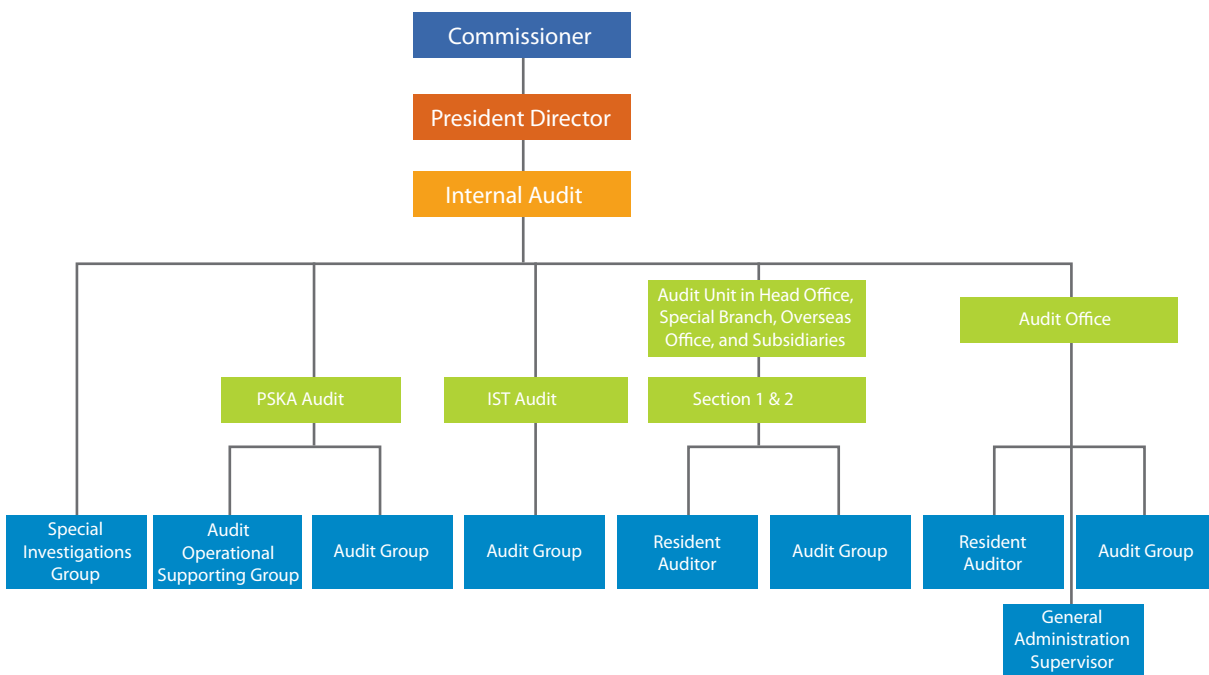 Commissioner
President Director
Internal Audit
Audit Unit in Head Office,
Special Branch, Overseas
Office, and Subsidiaries
Audit Office
PSKA Audit
IST Audit
Section 1 & 2
Special
Investigations
Group
Audit
Operational
Supporting Group
Audit Group
Audit Group
Resident
Auditor
Audit Group
Resident
Auditor
Audit Group
General
Administration
Supervisor